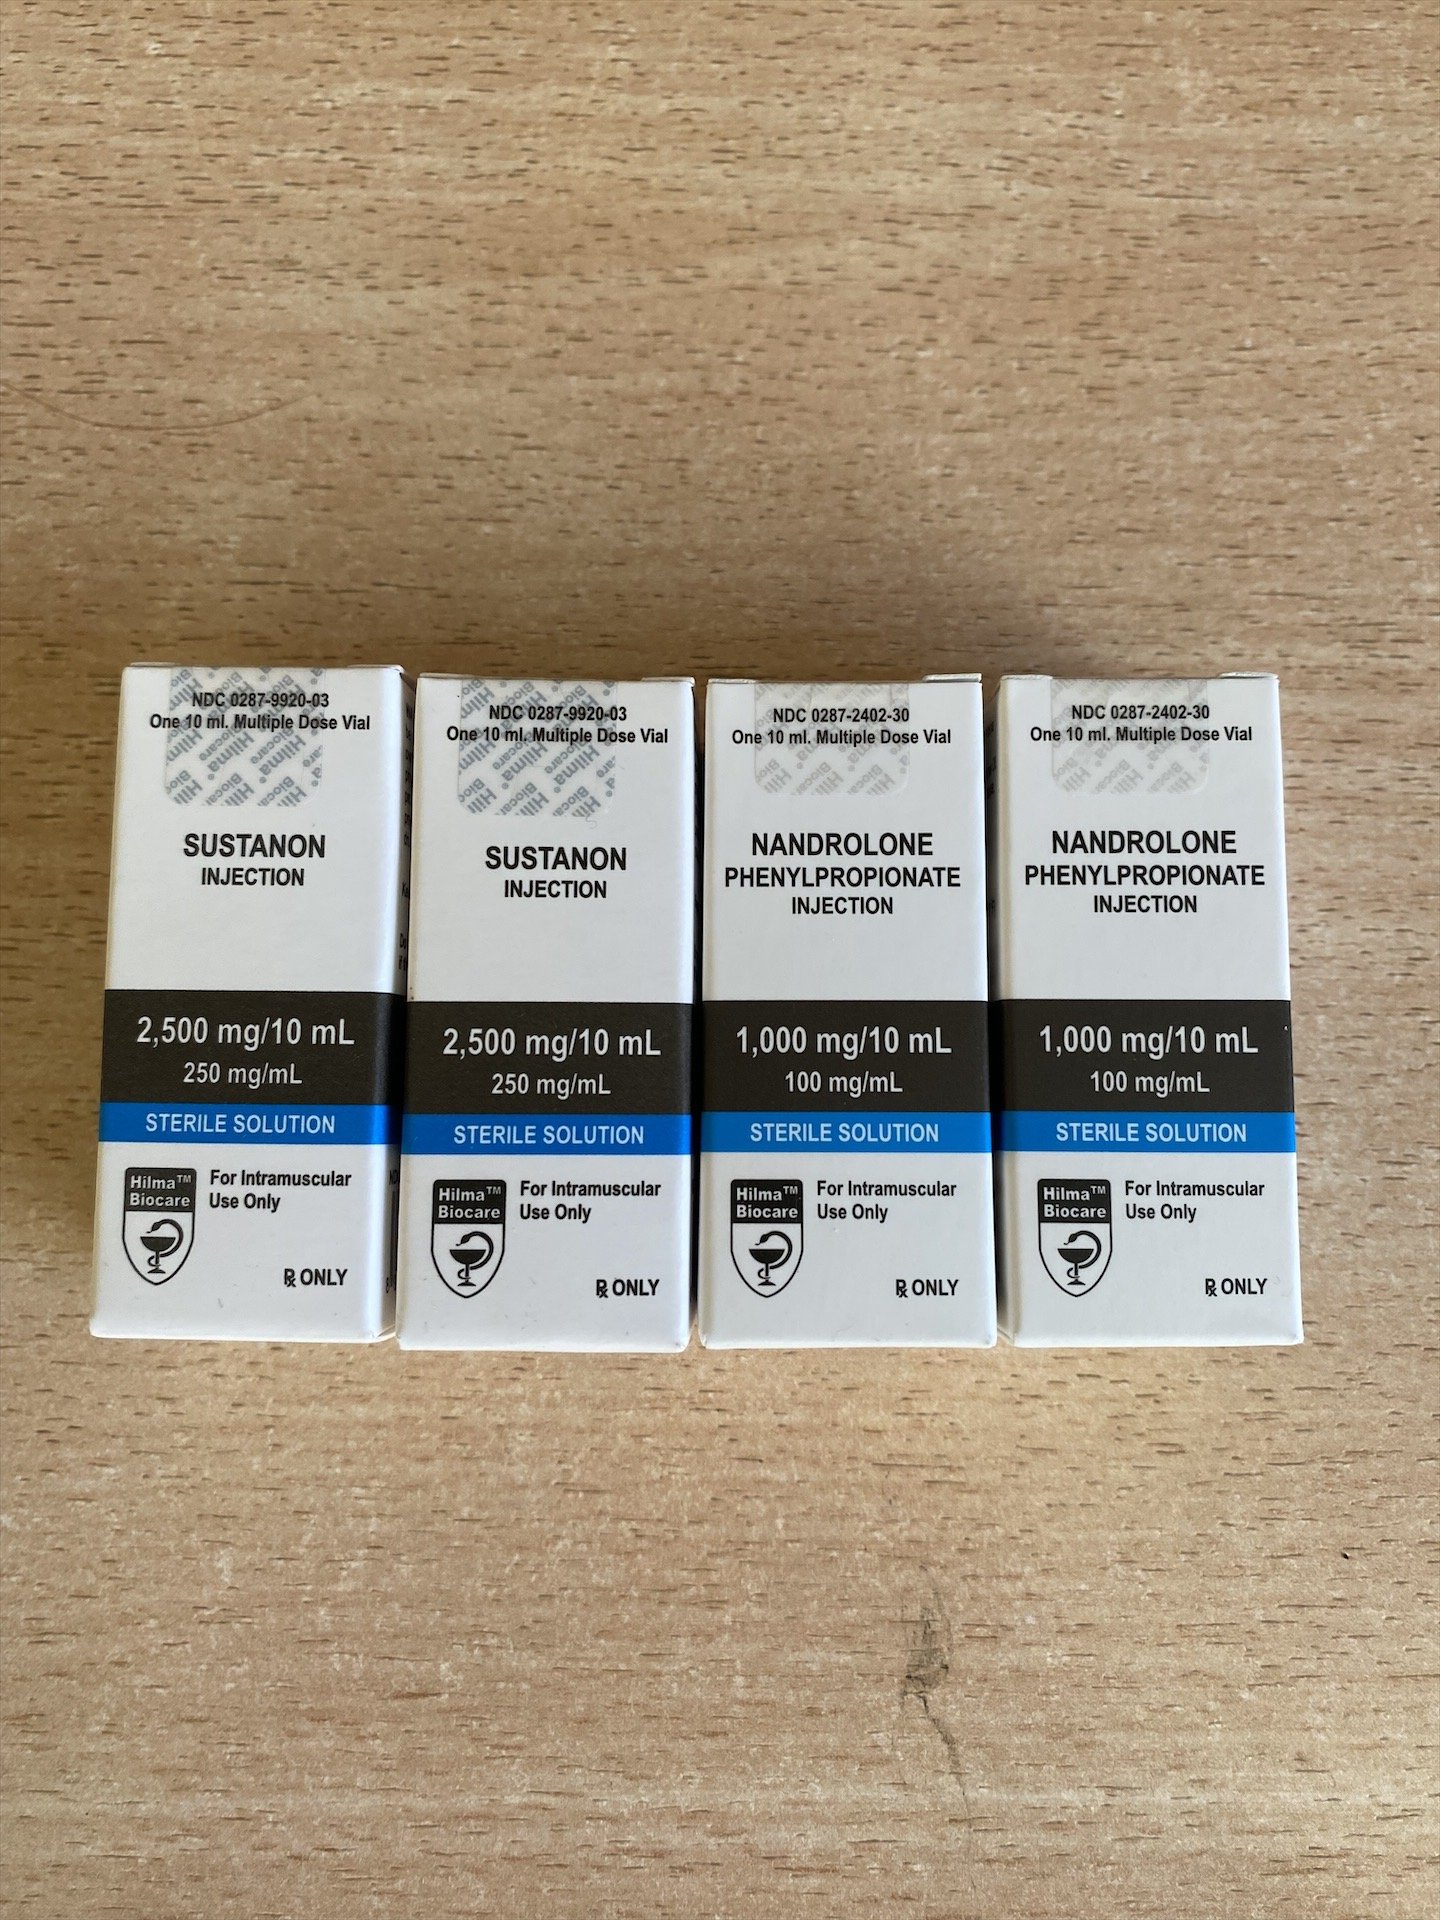 NDC 0287-9920-03
One 10 ml. Multiple Dose Vial
SUSTANON
INJECTION
2,500 mg/10 mL
250 mg/mL
STERILE SOLUTION
Hilma™
Biocare
For Intramuscular
Use Only
℞ ONLY
NDC 0287-9920-03
One 10 ml. Multiple Dose Vial
SUSTANON
INJECTION
2,500 mg/10 mL
250 mg/mL
STERILE SOLUTION
Hilma™
Biocare
For Intramuscular
Use Only
℞ ONLY
NDC 0287-2402-30
One 10 ml. Multiple Dose Vial
NANDROLONE
PHENYLPROPIONATE
INJECTION
1,000 mg/10 mL
100 mg/mL
STERILE SOLUTION
Hilma™
Biocare
For Intramuscular
Use Only
℞ ONLY
NDC 0287-2402-30
One 10 ml. Multiple Dose Vial
NANDROLONE
PHENYLPROPIONATE
INJECTION
1,000 mg/10 mL
100 mg/mL
STERILE SOLUTION
Hilma™
Biocare
For Intramuscular
Use Only
℞ ONLY